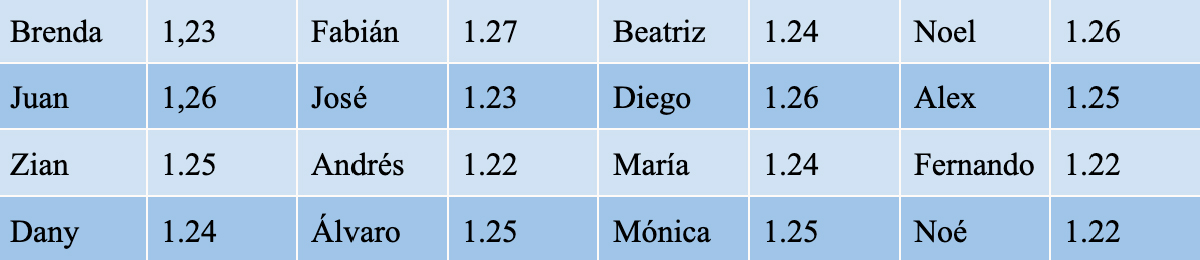 Brenda 1,23 Fabián 1.27 Beatriz 1.24 Noel 1.26
Juan 1,26 José 1.23 Diego 1.26 Alex 1.25
Zian 1.25 Andrés 1.22 María 1.24 Fernando 1.22
Dany 1.24 Álvaro 1.25 Mónica 1.25 Noé 1.22